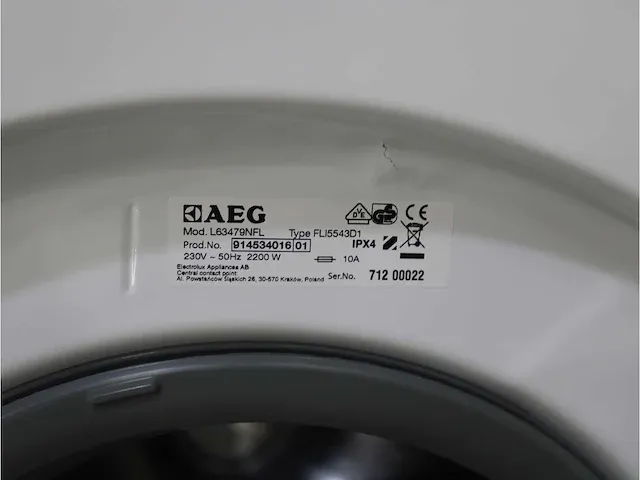 AEG
Mod. L63479NFL Type FLI5543D1
Prod.No. 914534016 01 IPX4
230V ~ 50Hz 2200 W 10A
Electrolux Appliances AB
Central contact point:
Al. Powstańców Śląskich 26, 30-570 Kraków, Poland
Ser.No. 712 00022